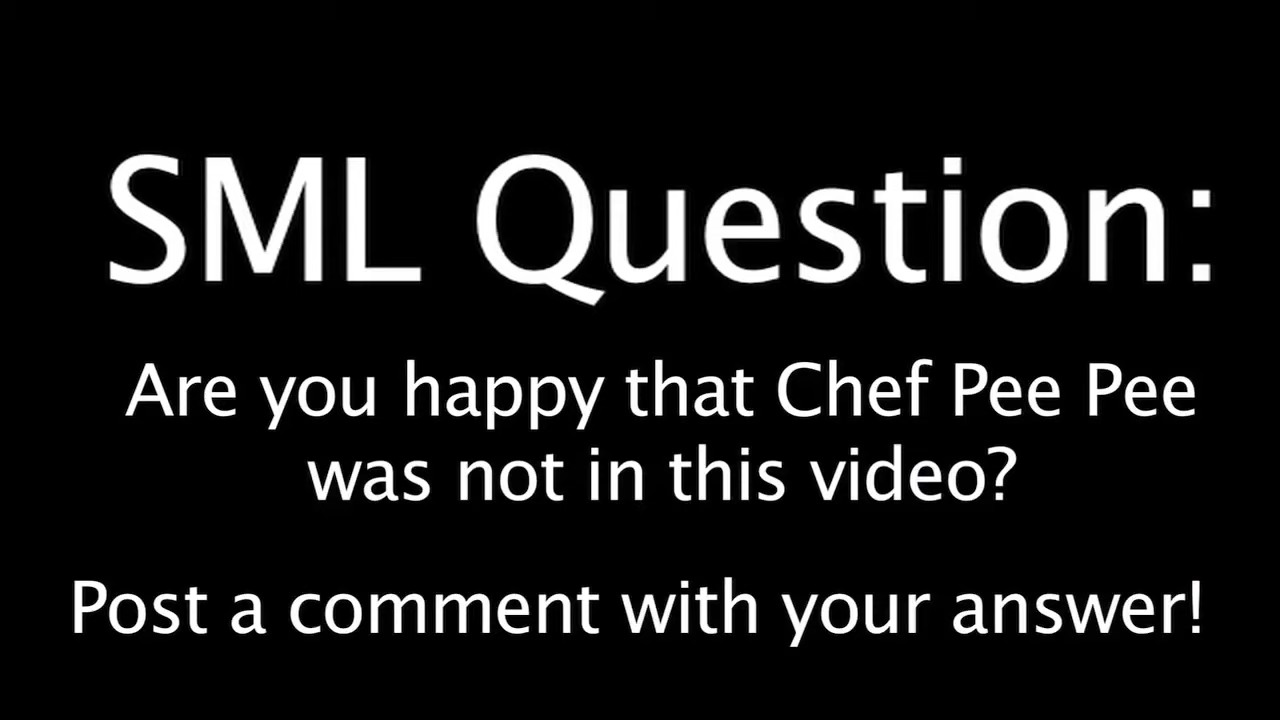 SML Question:
Are you happy that Chef Pee Pee
was not in this video?
Post a comment with your answer!